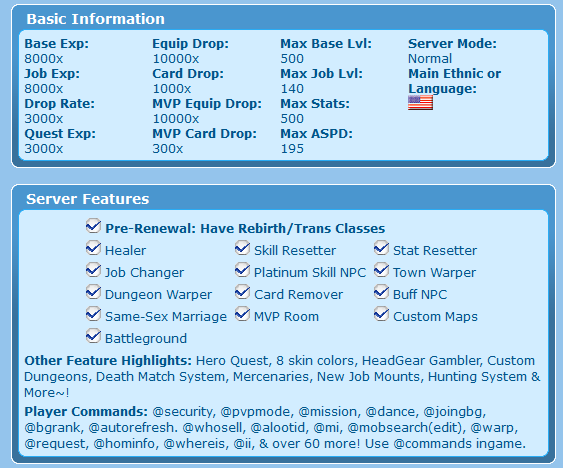 Basic Information
Base Exp: Equip Drop: Max Base Lvl: Server Mode:
8000x 10000x 500 Normal
Job Exp: Card Drop: Max Job Lvl: Main Ethnic or
8000x 1000x 140 Language:
Drop Rate: MVP Equip Drop: Max Stats:
3000x 10000x 500
Quest Exp: MVP Card Drop: Max ASPD:
3000x 300x 195
Server Features
Pre-Renewal: Have Rebirth/Trans Classes
Healer Skill Resetter Stat Resetter
Job Changer Platinum Skill NPC Town Warper
Dungeon Warper Card Remover Buff NPC
Same-Sex Marriage MVP Room Custom Maps
Battleground
Other Feature Highlights: Hero Quest, 8 skin colors, HeadGear Gambler, Custom
Dungeons, Death Match System, Mercenaries, New Job Mounts, Hunting System &
More~!
Player Commands: @security, @pvpmode, @mission, @dance, @joingbg,
@bgrank, @autorefresh. @whosell, @alootid, @mi, @mobsearch(edit), @warp,
@request, @hominfo, @whereis, @ii, & over 60 more! Use @commands ingame.